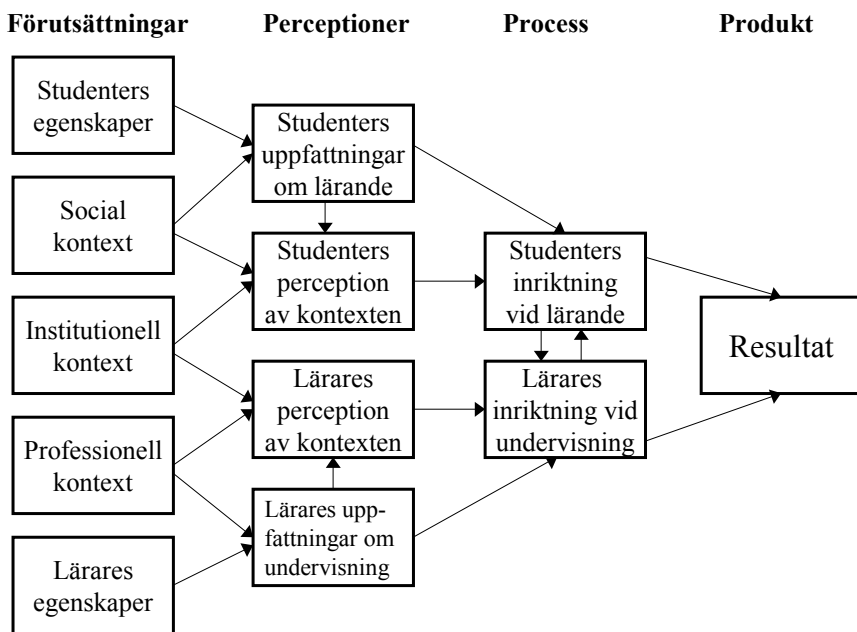 Förutsättningar
Perceptioner
Process
Produkt
Studenters
egenskaper
Social
kontext
Institutionell
kontext
Professionell
kontext
Lärares
egenskaper
Studenters
uppfattningar
om lärande
Studenters
perception
av kontexten
Lärares
perception
av kontexten
Lärares upp-
fattningar om
undervisning
Studenters
inriktning
vid lärande
Lärares
inriktning vid
undervisning
Resultat